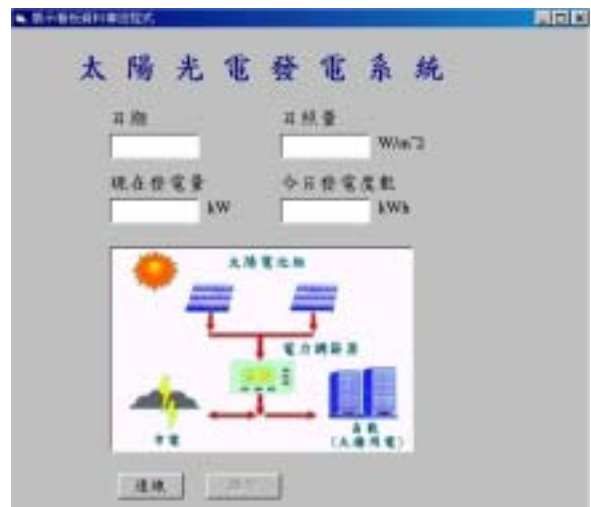 太陽光電發電系統
日期 日照量
W/m^2
現在發電量 今日發電度數
kW kWh
太陽電池
電力調節器
市電
負載
(大樓用電)
連線